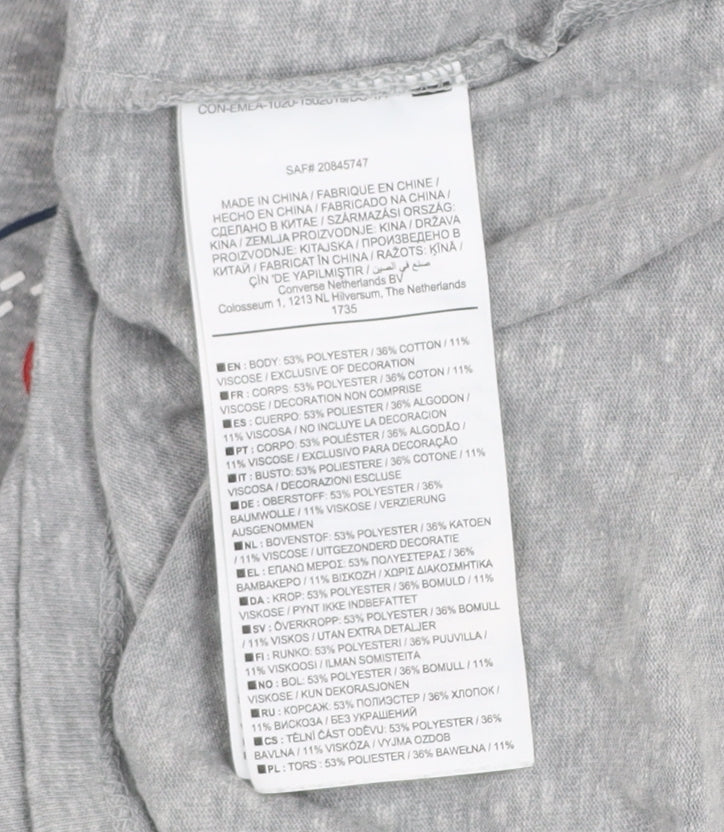 SAF# 20845747
MADE IN CHINA / FABRIQUE EN CHINE /
HECHO EN CHINA / FABRICADO NA CHINA /
СДЕЛАНО В КИТАЕ / SZÁRMAZÁSI ORSZÁG:
KINA / ZEMLJA PROIZVODNJE: KINA / DRŽAVA
PROIZVODNJE: KITAJSKA / ПРОИЗВЕДЕНО В
КИТАЙ / FABRICAT ÎN CHINA / RAŽOTS: ĶĪNĀ /
ÇİN 'DE YAPILMIŞTIR / صنع في الصين
Converse Netherlands BV
Colosseum 1, 1213 NL Hilversum, The Netherlands
1735
EN : BODY: 53% POLYESTER / 36% COTTON / 11%
VISCOSE / EXCLUSIVE OF DECORATION
FR : CORPS: 53% POLYESTER / 36% COTON / 11%
VISCOSE / DECORATION NON COMPRISE
ES : CUERPO: 53% POLIESTER / 36% ALGODON /
11% VISCOSA / NO INCLUYE LA DECORACION
PT : CORPO: 53% POLIÉSTER / 36% ALGODÃO /
11% VISCOSE / EXCLUSIVO PARA DECORAÇÃO
IT : BUSTO: 53% POLIESTERE / 36% COTONE / 11%
VISCOSA / DECORAZIONI ESCLUSE
DE : OBERSTOFF: 53% POLYESTER / 36%
BAUMWOLLE / 11% VISKOSE / VERZIERUNG
AUSGENOMMEN
NL : BOVENSTOF: 53% POLYESTER / 36% KATOEN
/ 11% VISCOSE / UITGEZONDERD DECORATIE
EL : ΕΠΑΝΩ ΜΕΡΟΣ: 53% ΠΟΛΥΕΣΤΕΡΑΣ / 36%
ΒΑΜΒΑΚΕΡΟ / 11% ΒΙΣΚΟΖΗ / ΧΩΡΙΣ ΔΙΑΚΟΣΜΗΤΙΚΑ
DA : KROP: 53% POLYESTER / 36% BOMULD / 11%
VISKOSE / PYNT IKKE INDBEFATTET
SV : ÖVERKROPP: 53% POLYESTER / 36% BOMULL
/ 11% VISKOS / UTAN EXTRA DETALJER
FI : RUNKO: 53% POLYESTERI / 36% PUUVILLA /
11% VISKOOSI / ILMAN SOMISTEITA
NO : BOL: 53% POLYESTER / 36% BOMULL / 11%
VISKOSE / KUN DEKORASJONEN
RU : КОРСАЖ: 53% ПОЛИЭСТЕР / 36% ХЛОПОК /
11% ВИСКОЗА / БЕЗ УКРАШЕНИЙ
CS : TĚLNÍ ČÁST ODĚVU: 53% POLYESTER / 36%
BAVLNA / 11% VISKÓZA / VYJMA OZDOB
PL : TORS : 53% POLIESTER / 36% BAWEŁNA / 11%